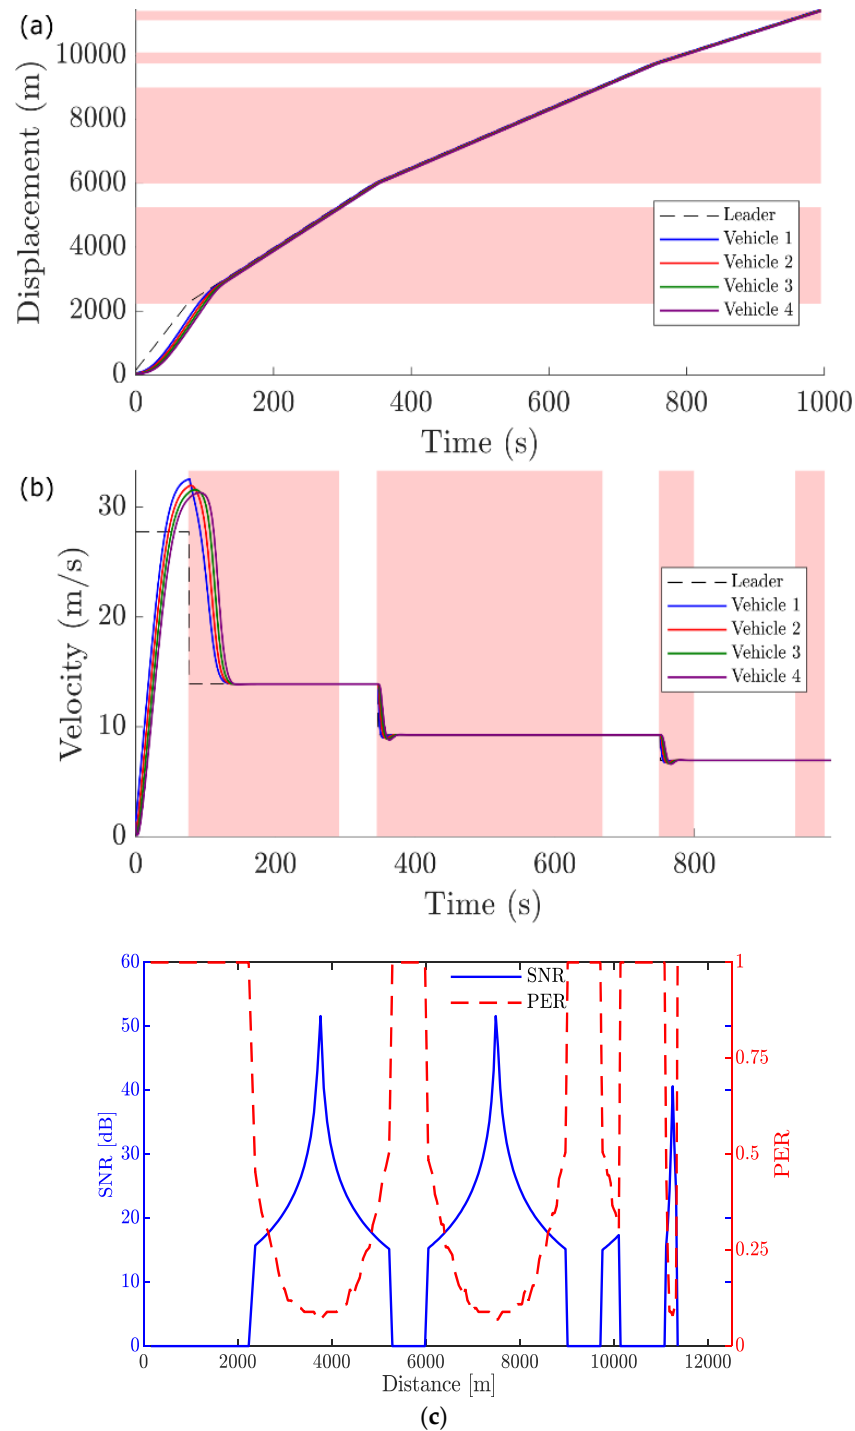 (a)
Displacement (m)
10000
8000
6000
4000
2000
0
Leader
Vehicle 1
Vehicle 2
Vehicle 3
Vehicle 4
0 200 400 600 800 1000
Time (s)
(b)
Velocity (m/s)
30
20
10
0
Leader
Vehicle 1
Vehicle 2
Vehicle 3
Vehicle 4
0 200 400 600 800
Time (s)
SNR [dB]
60
50
40
30
20
10
0
SNR
PER
1
0.75
0.5
0.25
0
PER
0 2000 4000 6000 8000 10000 12000
Distance [m]
(c)